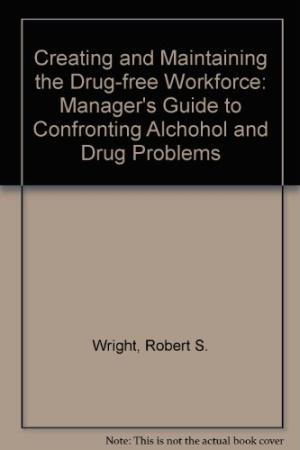 Creating and Maintaining
the Drug-free Workforce:
Manager's Guide to
Confronting Alchohol and
Drug Problems
Wright, Robert S.
Note: This is not the actual book cover